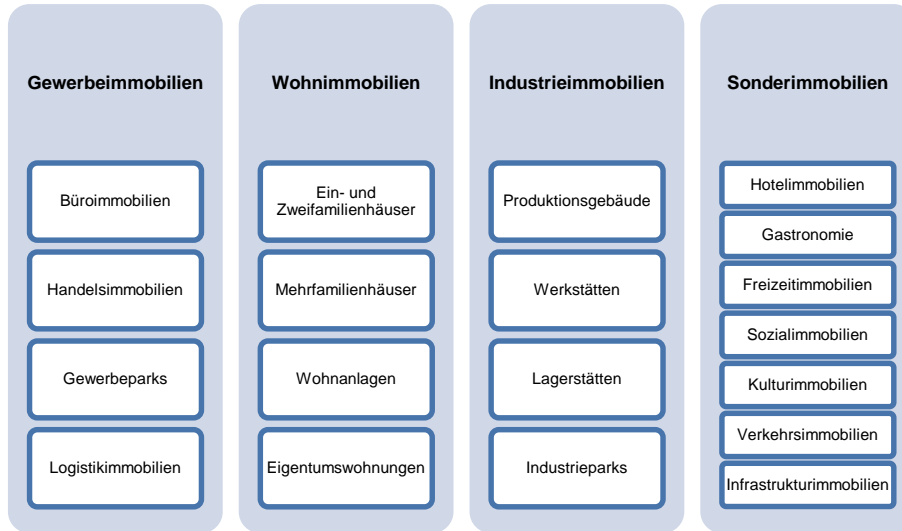 Gewerbeimmobilien
Büroimmobilien
Handelsimmobilien
Gewerbeparks
Logistikimmobilien
Wohnimmobilien
Ein- und
Zweifamilienhäuser
Mehrfamilienhäuser
Wohnanlagen
Eigentumswohnungen
Industrieimmobilien
Produktionsgebäude
Werkstätten
Lagerstätten
Industrieparks
Sonderimmobilien
Hotelimmobilien
Gastronomie
Freizeitimmobilien
Sozialimmobilien
Kulturimmobilien
Verkehrsimmobilien
Infrastrukturimmobilien